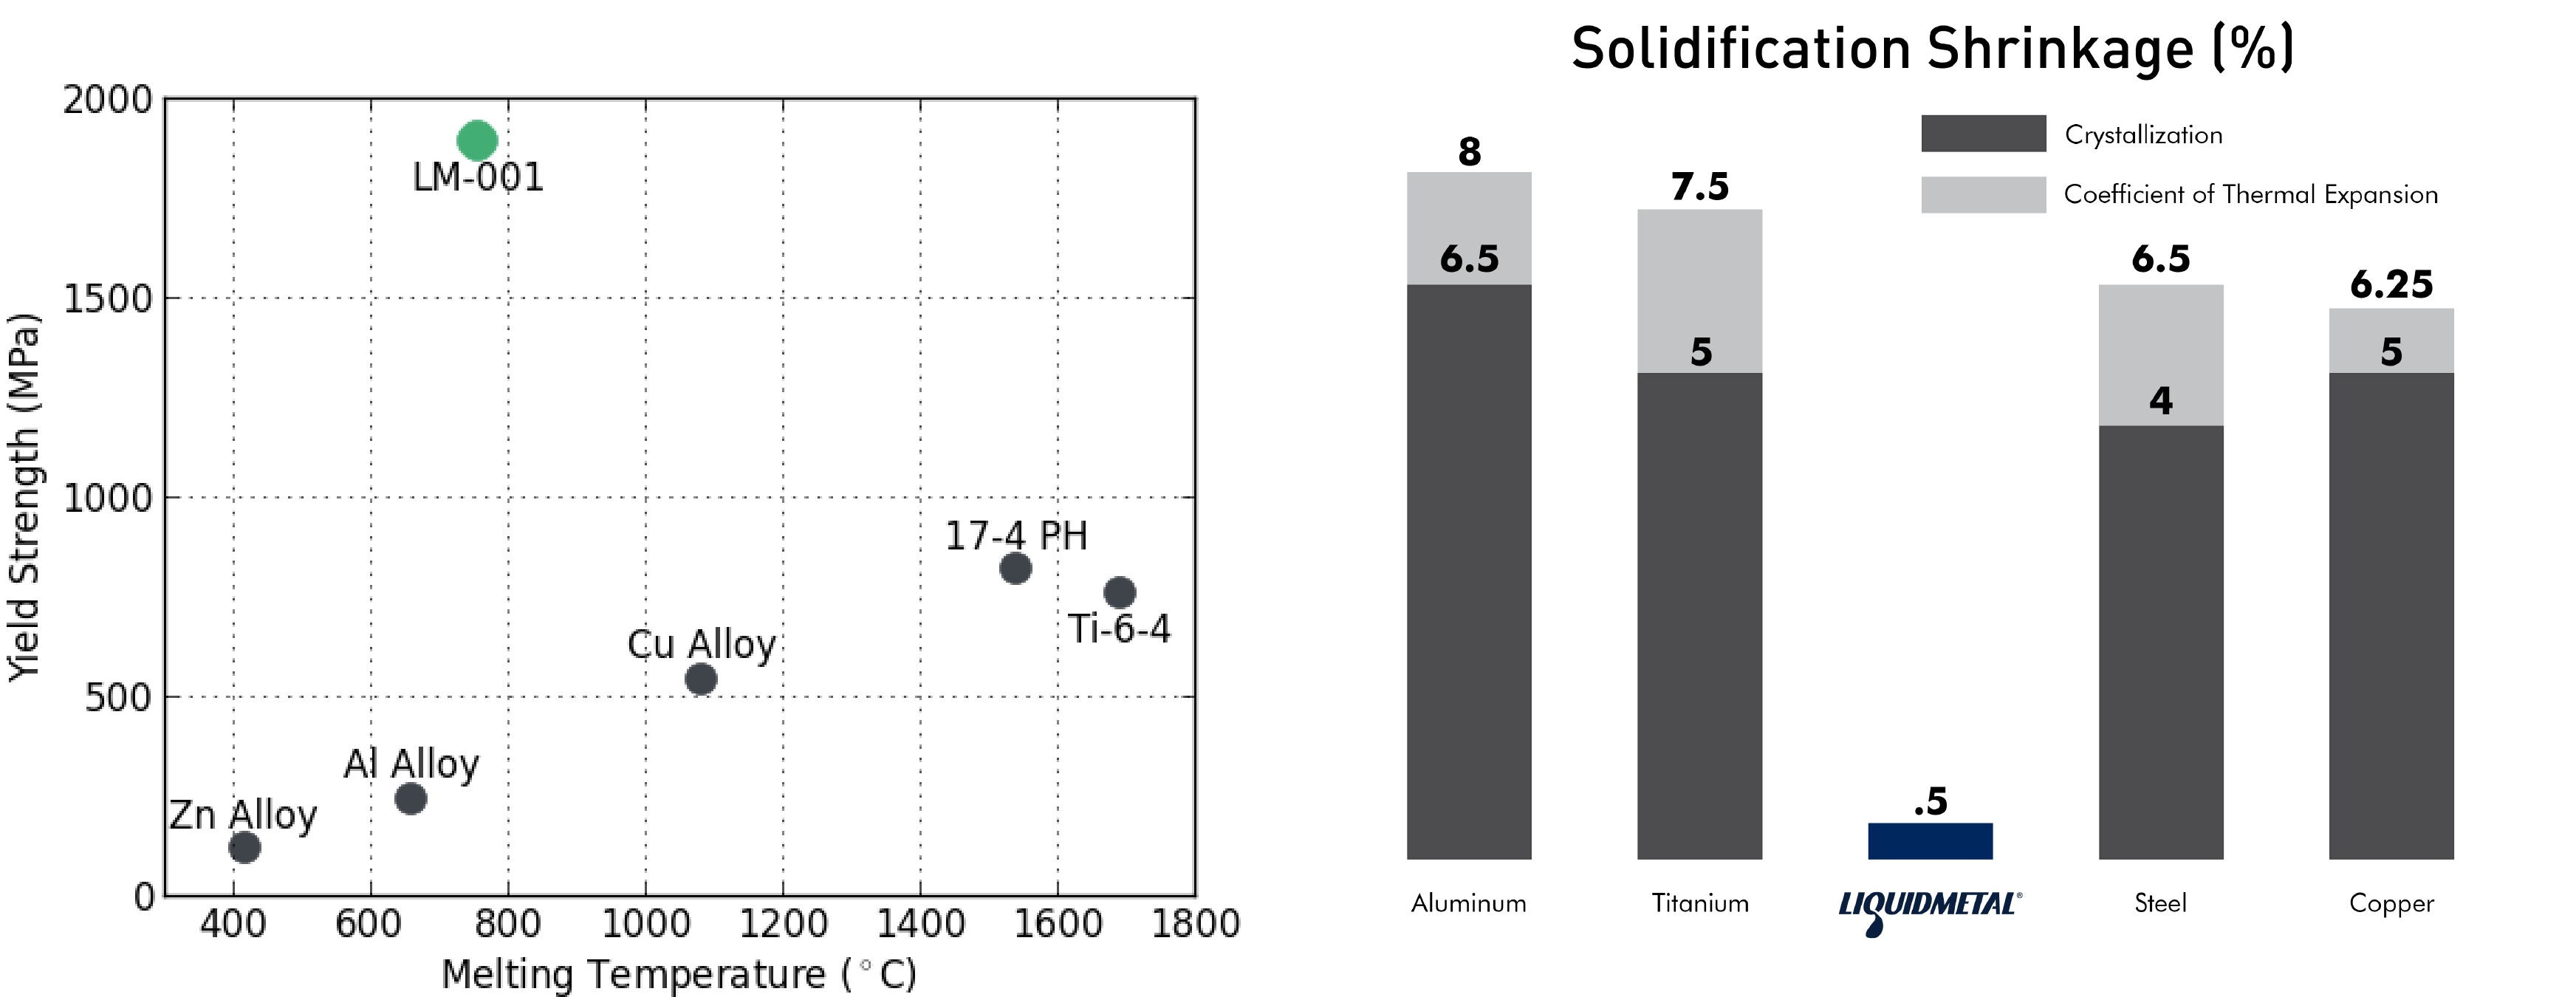 2000
1500
1000
500
0
Yield Strength (MPa)
LM-001
17-4 PH
Ti-6-4
Cu Alloy
Al Alloy
Zn Alloy
400 600 800 1000 1200 1400 1600 1800
Melting Temperature (°C)
Solidification Shrinkage (%)
Crystallization
Coefficient of Thermal Expansion
8
6.5
7.5
5
.5
6.5
4
6.25
5
Aluminum Titanium LIQUIDMETAL® Steel Copper